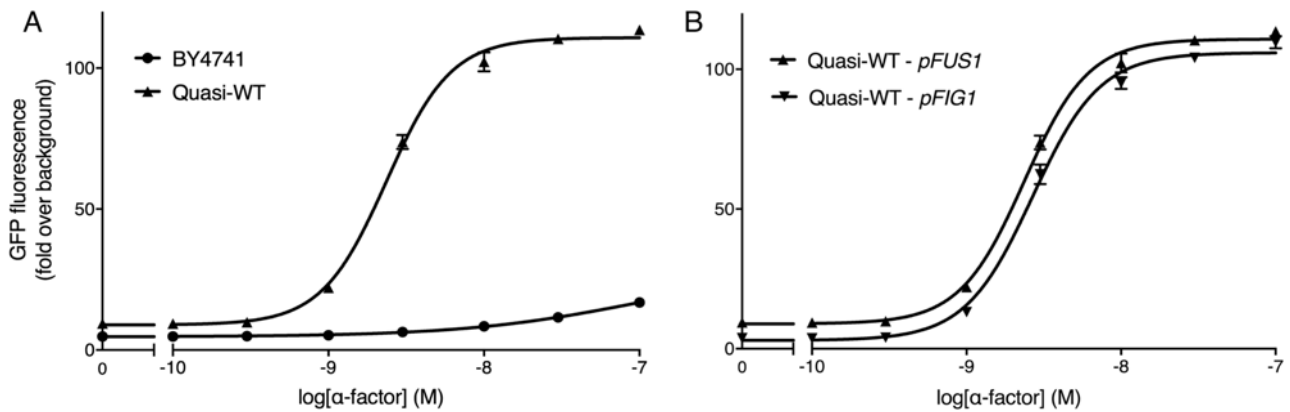 A
BY4741
Quasi-WT
GFP fluorescence
(fold over background)
100
50
0
0
-10
-9
-8
-7
log[α-factor] (M)
B
Quasi-WT - pFUS1
Quasi-WT - pFIG1
100
50
0
0
-10
-9
-8
-7
log[α-factor] (M)